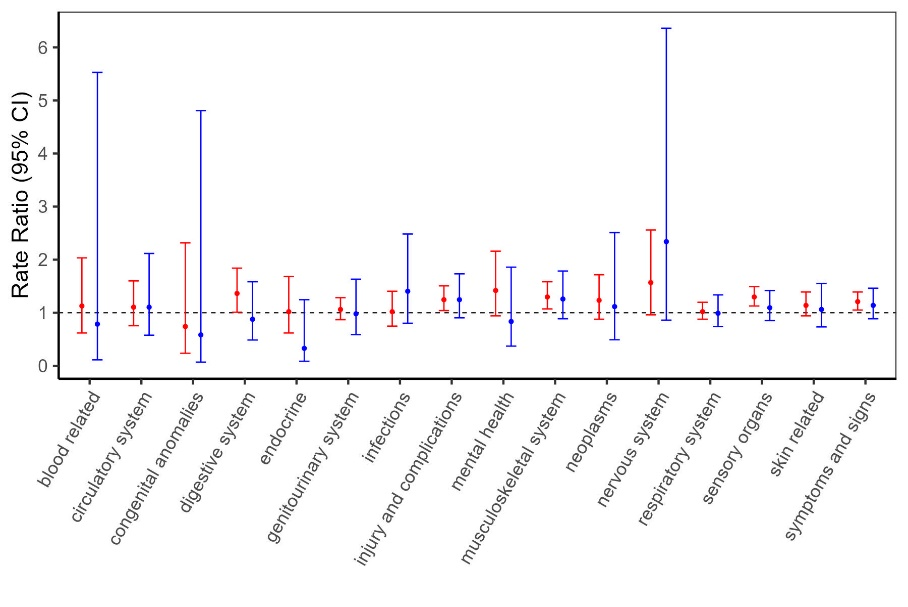 Rate Ratio (95% CI)
6
5
4
3
2
1
0
blood related
circulatory system
congenital anomalies
digestive system
endocrine
genitourinary system
infections
injury and complications
mental health
musculoskeletal system
neoplasms
nervous system
respiratory system
sensory organs
skin related
symptoms and signs